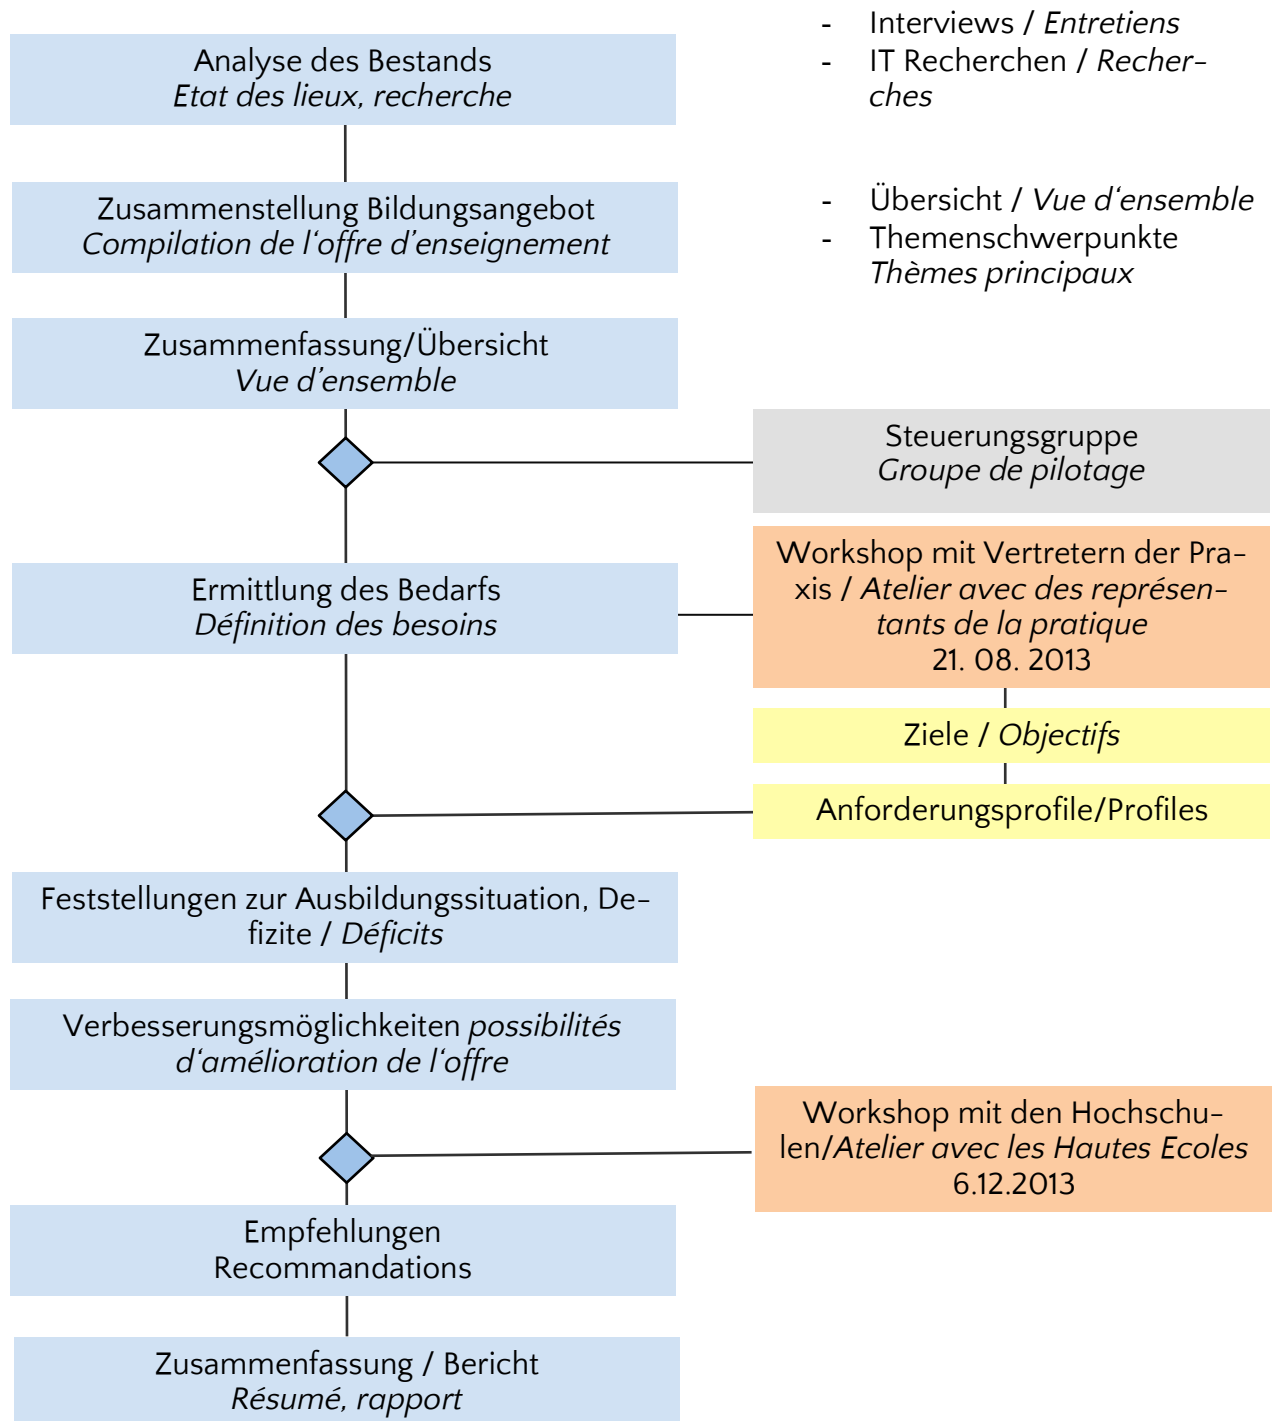 Analyse des Bestands
Etat des lieux, recherche
- Interviews / Entretiens
- IT Recherchen / Recher-
ches
Zusammenstellung Bildungsangebot
Compilation de l‘offre d‘enseignement
- Übersicht / Vue d‘ensemble
- Themenschwerpunkte
Thèmes principaux
Zusammenfassung/Übersicht
Vue d’ensemble
Steuerungsgruppe
Groupe de pilotage
Ermittlung des Bedarfs
Définition des besoins
Workshop mit Vertretern der Pra-
xis / Atelier avec des représen-
tants de la pratique
21. 08. 2013
Ziele / Objectifs
Anforderungsprofile/Profiles
Feststellungen zur Ausbildungssituation, De-
fizite / Déficits
Verbesserungsmöglichkeiten possibilités
d‘amélioration de l‘offre
Workshop mit den Hochschu-
len/Atelier avec les Hautes Ecoles
6.12.2013
Empfehlungen
Recommandations
Zusammenfassung / Bericht
Résumé, rapport